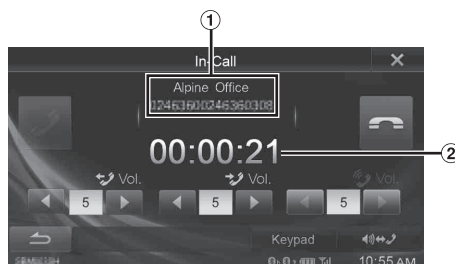 ①
In-Call
Alpine Office
02463600246360308
00:00:21 ②
Vol. Vol. Vol.
5 5 5
Keypad
10:55 AM